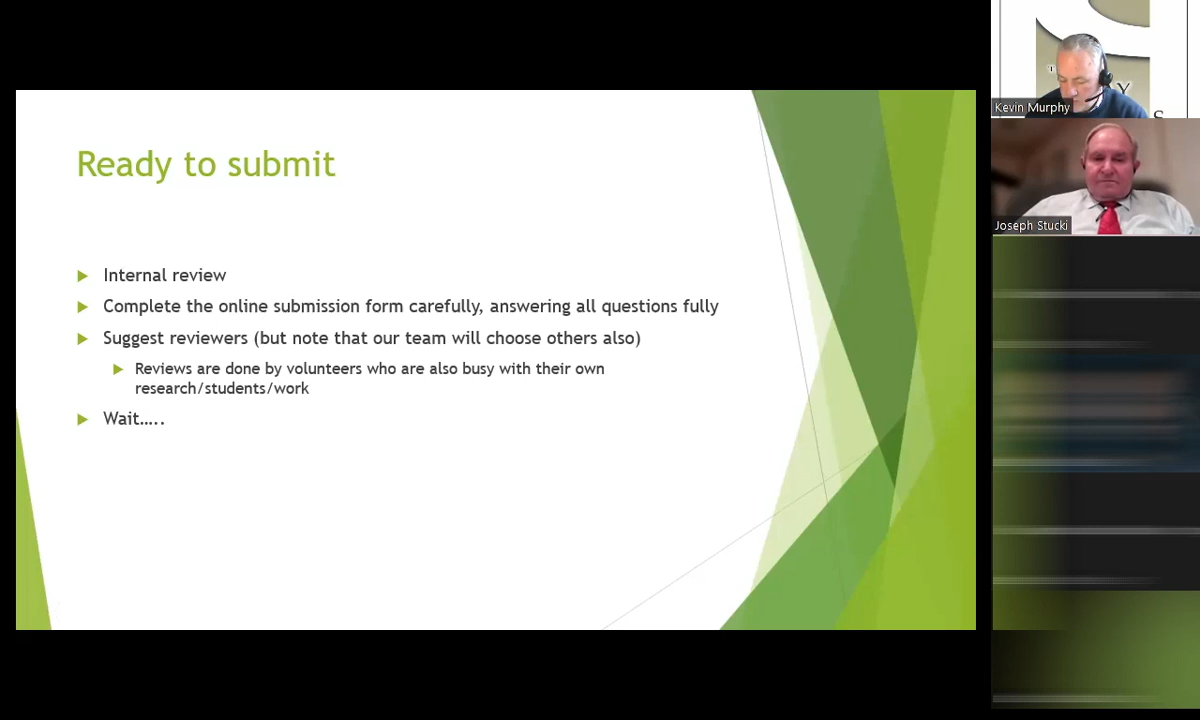 Ready to submit
Internal review
Complete the online submission form carefully, answering all questions fully
Suggest reviewers (but note that our team will choose others also)
Reviews are done by volunteers who are also busy with their own
research/students/work
Wait…..
Kevin Murphy
Joseph Stucki